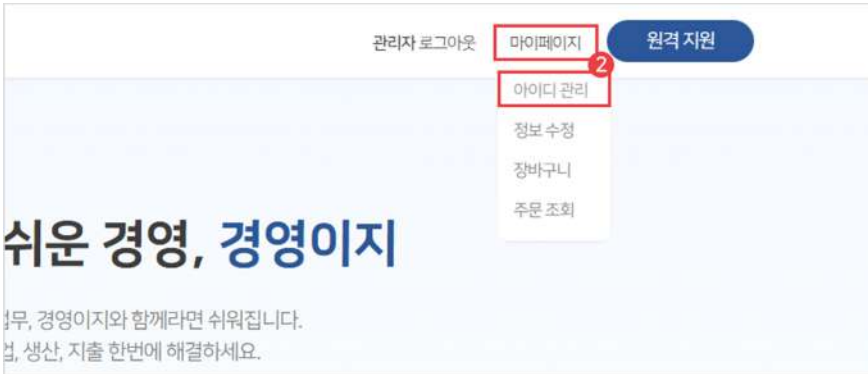 관리자 로그아웃 마이페이지 원격 지원
2
아이디 관리
정보 수정
장바구니
주문 조회
쉬운 경영, 경영이지
경영이지와 함께라면 쉬워집니다.
생산, 지출 한번에 해결하세요.